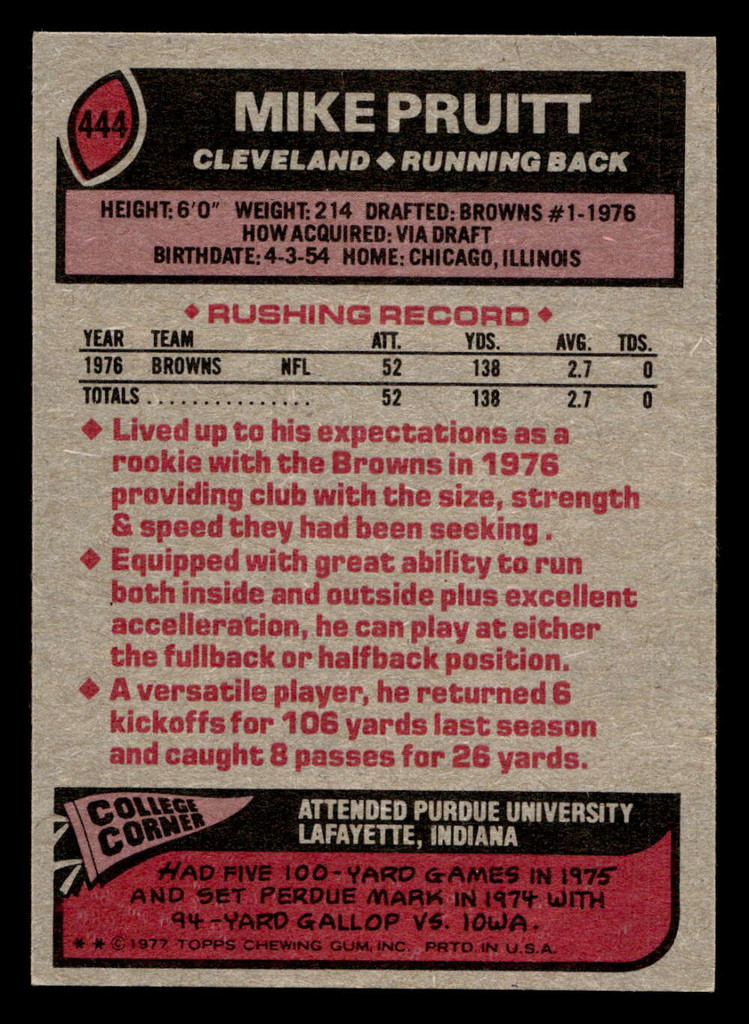 444
MIKE PRUITT
CLEVELAND ◆ RUNNING BACK
HEIGHT: 6'0" WEIGHT: 214 DRAFTED: BROWNS #1-1976
HOW ACQUIRED: VIA DRAFT
BIRTHDATE: 4-3-54 HOME: CHICAGO, ILLINOIS
◆ RUSHING RECORD ◆
YEAR TEAM ATT. YDS. AVG. TDS.
1976 BROWNS NFL 52 138 2.7 0
TOTALS ................ 52 138 2.7 0
◆ Lived up to his expectations as a
rookie with the Browns in 1976
providing club with the size, strength
& speed they had been seeking.
◆ Equipped with great ability to run
both inside and outside plus excellent
accelleration, he can play at either
the fullback or halfback position.
◆ A versatile player, he returned 6
kickoffs for 106 yards last season
and caught 8 passes for 26 yards.
COLLEGE
CORNER
ATTENDED PURDUE UNIVERSITY
LAFAYETTE, INDIANA
HAD FIVE 100-YARD GAMES IN 1975
AND SET PERDUE MARK IN 1974 WITH
94-YARD GALLOP VS. IOWA.
** © 1977 TOPPS CHEWING GUM, INC. PRTD. IN U.S.A.